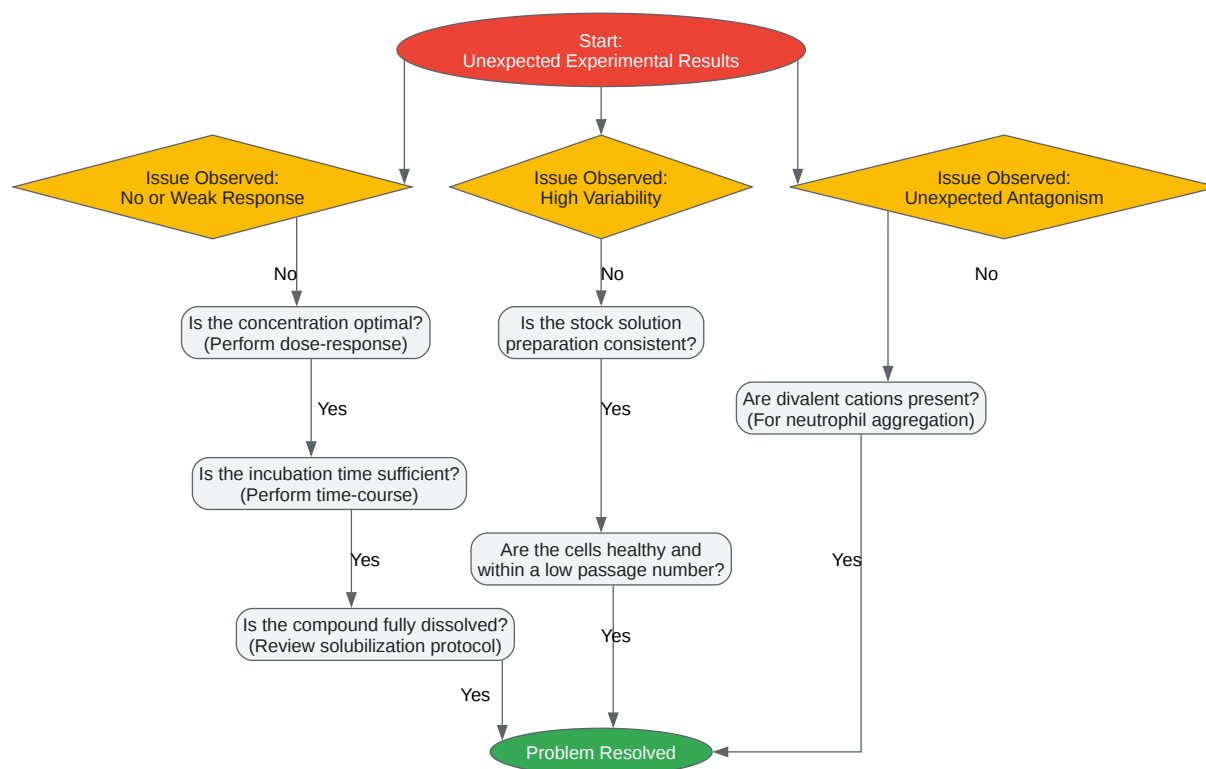 Start:
Unexpected Experimental Results
Issue Observed:
No or Weak Response
Issue Observed:
High Variability
Issue Observed:
Unexpected Antagonism
No
No
No
Is the concentration optimal?
(Perform dose-response)
Is the stock solution
preparation consistent?
Are divalent cations present?
(For neutrophil aggregation)
Yes
Yes
Is the incubation time sufficient?
(Perform time-course)
Are the cells healthy and
within a low passage number?
Yes
Yes
Is the compound fully dissolved?
(Review solubilization protocol)
Yes
Yes
Problem Resolved